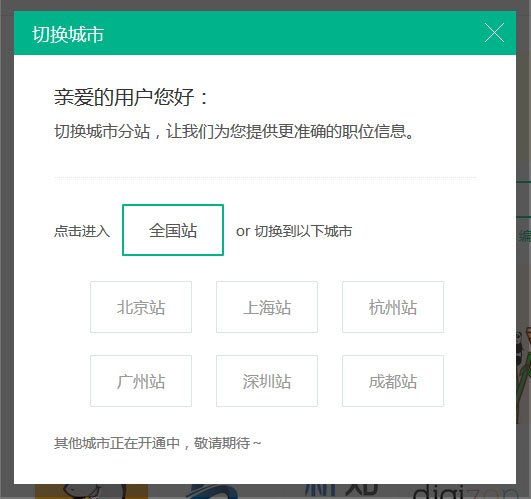 切换城市
亲爱的用户您好：
切换城市分站，让我们为您提供更准确的职位信息。
点击进入 全国站 or 切换到以下城市
北京站 上海站 杭州站
广州站 深圳站 成都站
其他城市正在开通中，敬请期待～
编